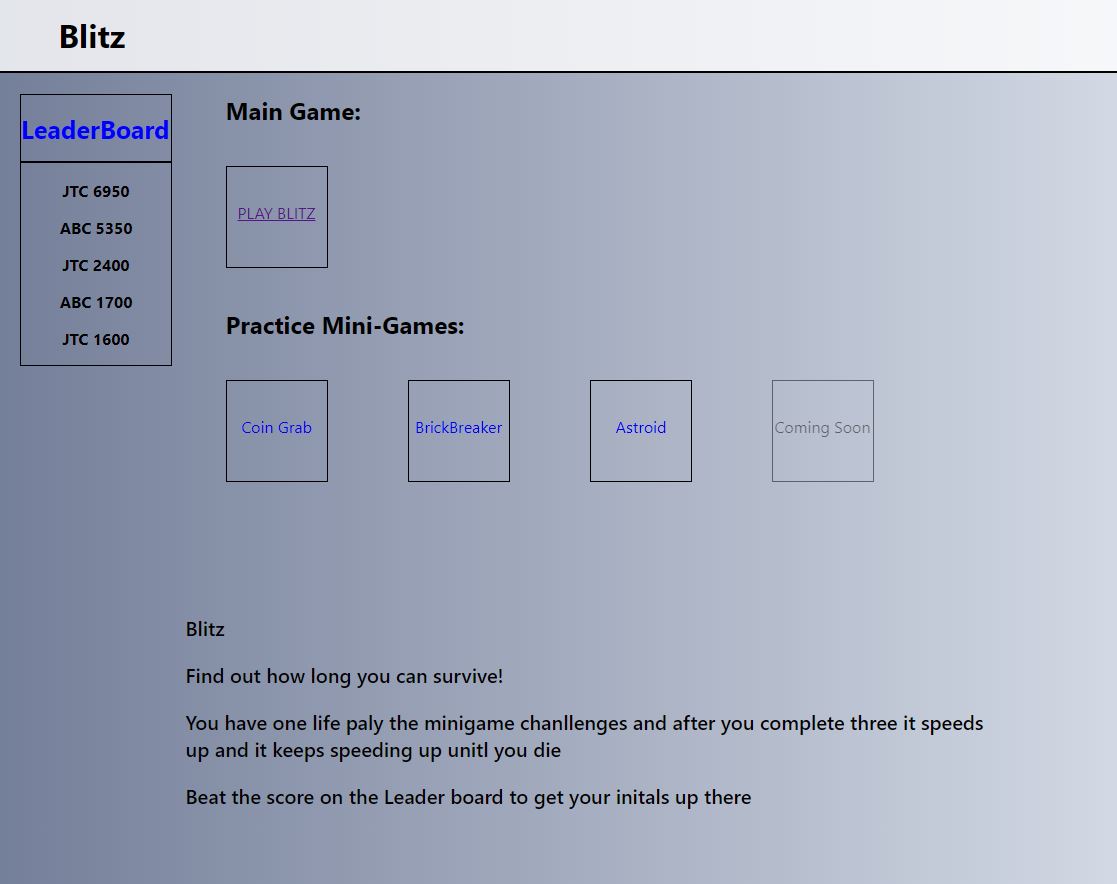 Blitz
LeaderBoard
JTC 6950
ABC 5350
JTC 2400
ABC 1700
JTC 1600
Main Game:
PLAY BLITZ
Practice Mini-Games:
Coin Grab
BrickBreaker
Astroid
Coming Soon
Blitz
Find out how long you can survive!
You have one life paly the minigame chanllenges and after you complete three it speeds
up and it keeps speeding up unitl you die
Beat the score on the Leader board to get your initals up there